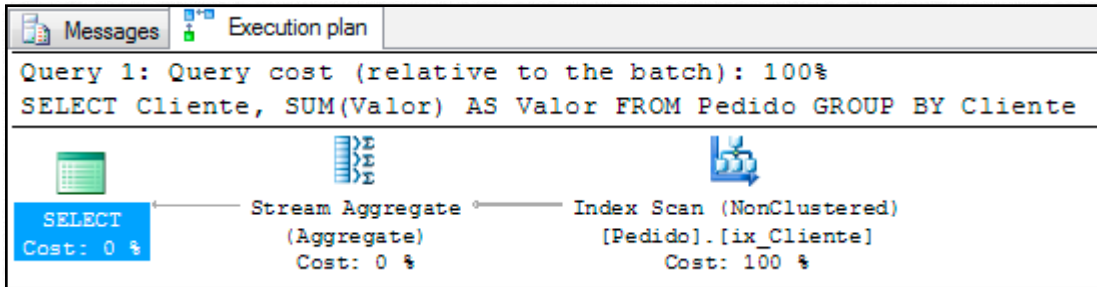 Messages
Execution plan
Query 1: Query cost (relative to the batch): 100%
SELECT Cliente, SUM(Valor) AS Valor FROM Pedido GROUP BY Cliente
SELECT
Cost: 0 %
Stream Aggregate
(Aggregate)
Cost: 0 %
Index Scan (NonClustered)
[Pedido].[ix_Cliente]
Cost: 100 %